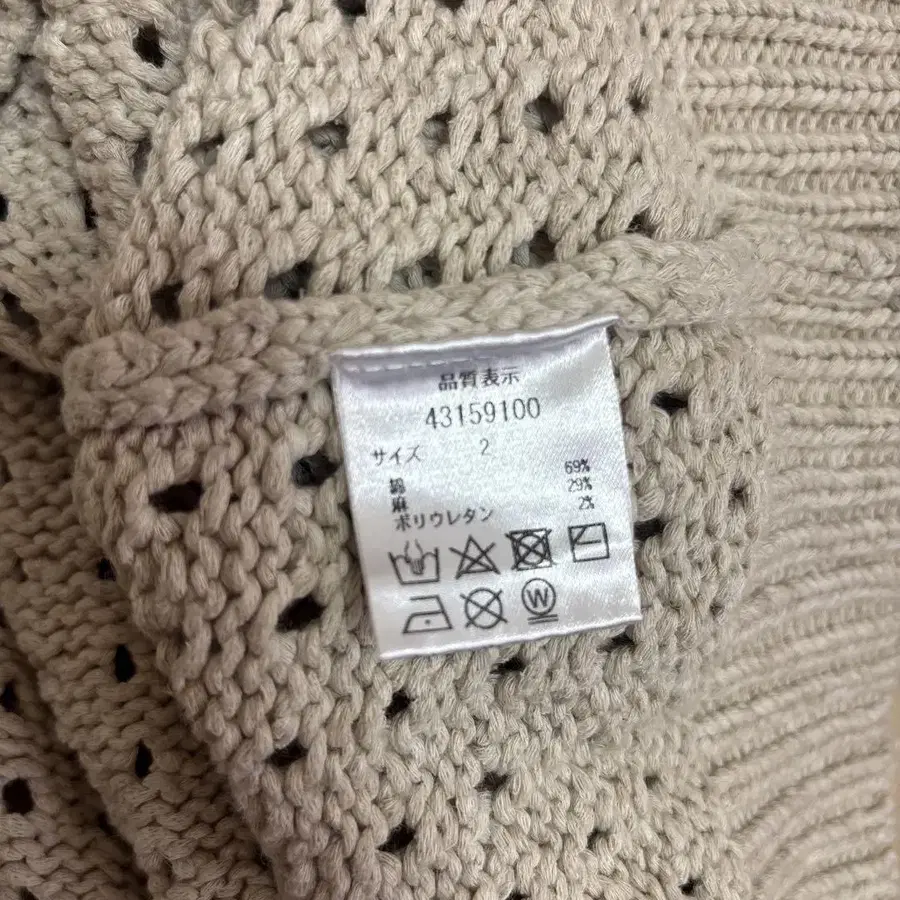 品質表示
43159100
サイズ 2
綿 69%
麻 29%
ポリウレタン 2%
W